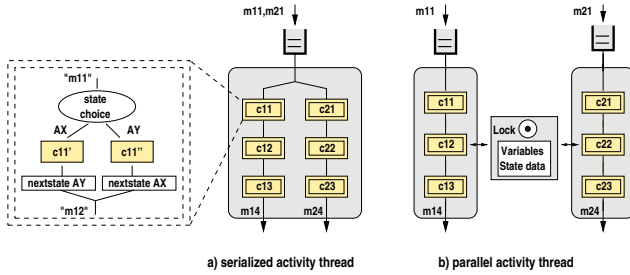 m11,m21
m11
m21
"m11"
state
choice
AX
AY
c11'
c11"
nextstate AY
nextstate AX
"m12"
c11
c21
c12
c22
c13
c23
m14
m24
c11
c12
c13
m14
Lock
Variables
State data
c21
c22
c23
m24
a) serialized activity thread
b) parallel activity thread